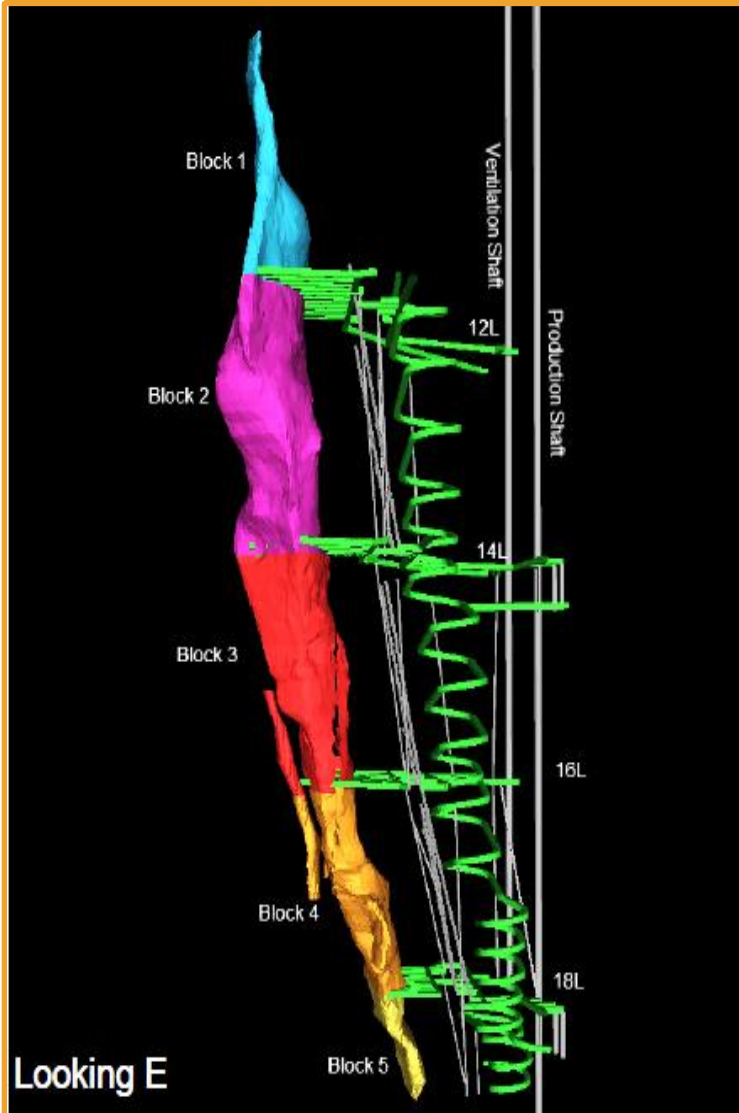 Block 1
Ventilation Shaft
12L
Production Shaft
Block 2
14L
Block 3
16L
Block 4
18L
Block 5
Looking E